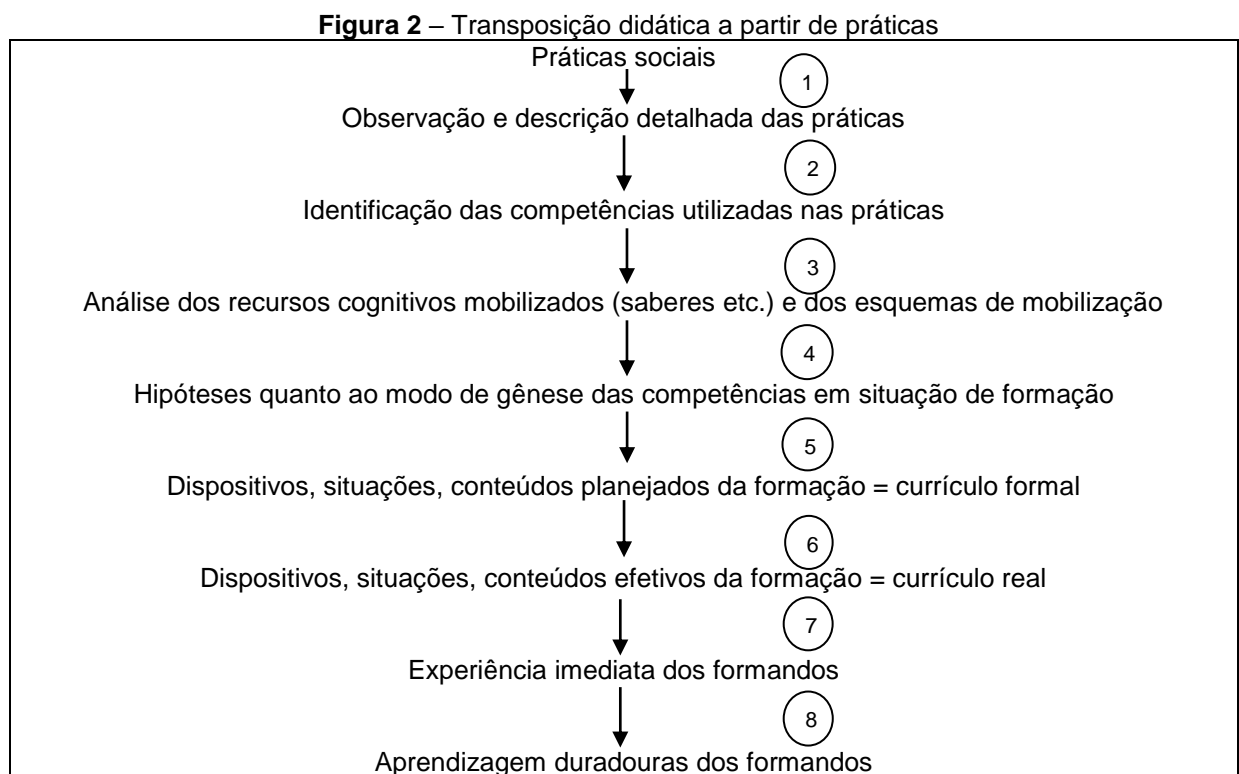 Figura 2 – Transposição didática a partir de práticas
Práticas sociais
1
Observação e descrição detalhada das práticas
2
Identificação das competências utilizadas nas práticas
3
Análise dos recursos cognitivos mobilizados (saberes etc.) e dos esquemas de mobilização
4
Hipóteses quanto ao modo de gênese das competências em situação de formação
5
Dispositivos, situações, conteúdos planejados da formação = currículo formal
6
Dispositivos, situações, conteúdos efetivos da formação = currículo real
7
Experiência imediata dos formandos
8
Aprendizagem duradouras dos formandos